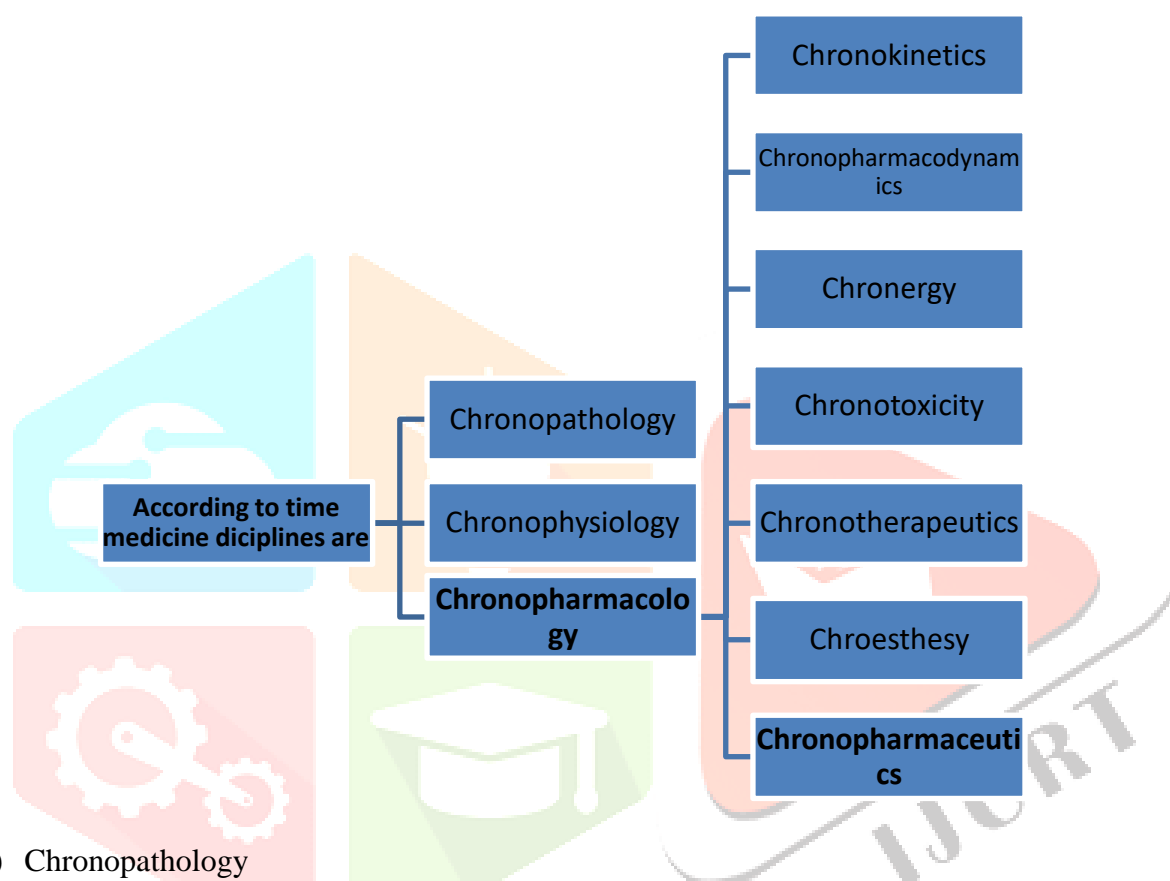 Chronokinetics
Chronopharmacodynam
ics
Chronergy
Chronotoxicity
Chronotherapeutics
Chroesthesy
Chronopharmaceuti
cs
Chronopathology
Chronophysiology
Chronopharmacolo
gy
According to time
medicine diciplines are
) Chronopathology
IJCRT